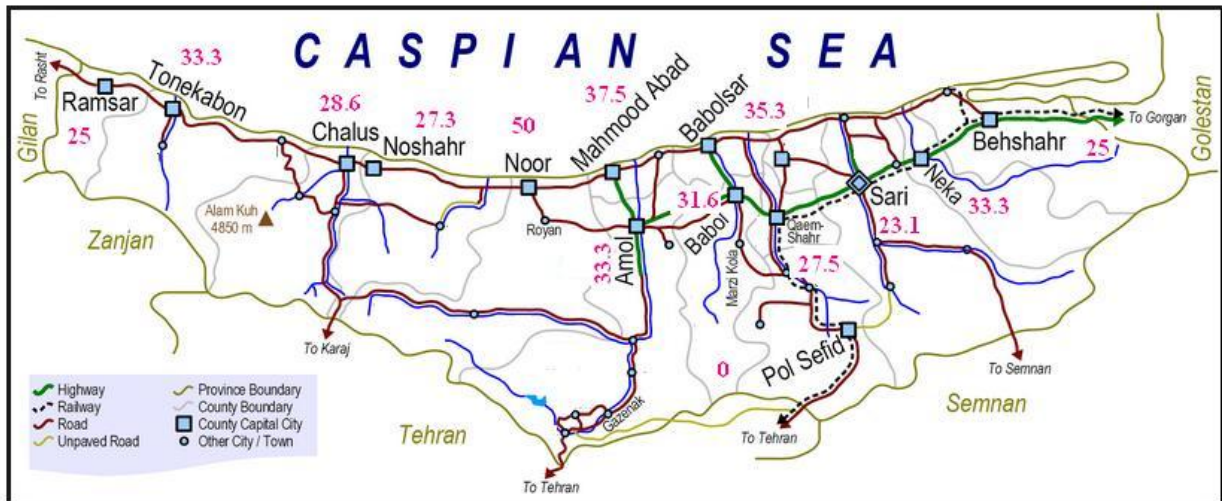 CASPIAN SEA
33.3
To Rasht
Ramsar
Tonekabon
Gilan
25
28.6
Chalus
27.3
Noshahr
50
Noor
37.5
Mahmood Abad
Babolsar
35.3
Behshahr
To Gorgan
25
Golestan
Neka
33.3
Sari
23.1
31.6
Babol
Qaem-
Shahr
27.5
Alam Kuh
4850 m
Royan
Amol
33.3
Marzi Kola
Zanjan
To Karaj
0
Pol Sefid
To Semnan
Semnan
Gazenak
Tehran
To Tehran
To Tehran
Highway
Railway
Road
Unpaved Road
Province Boundary
County Boundary
County Capital City
Other City / Town